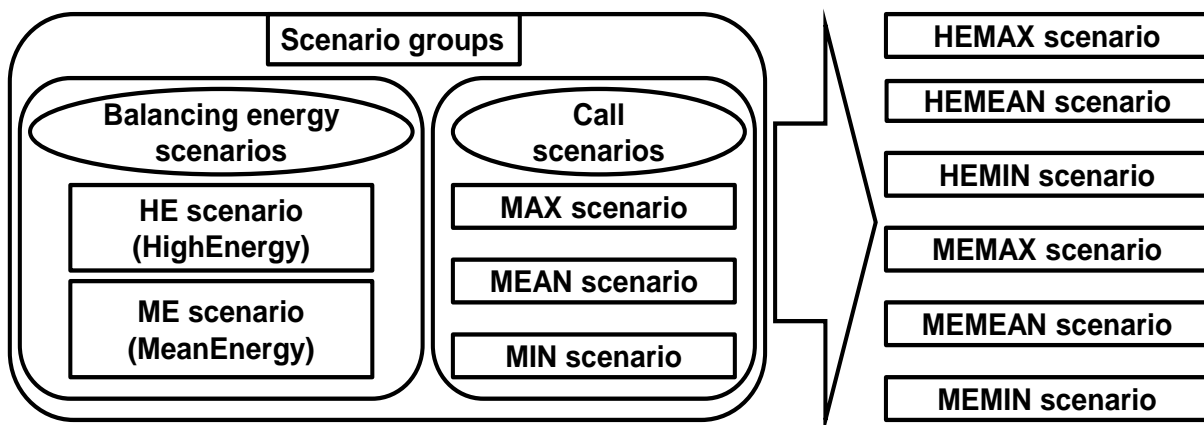 Scenario groups
Balancing energy
scenarios
HE scenario
(HighEnergy)
ME scenario
(MeanEnergy)
Call
scenarios
MAX scenario
MEAN scenario
MIN scenario
HEMAX scenario
HEMEAN scenario
HEMIN scenario
MEMAX scenario
MEMEAN scenario
MEMIN scenario